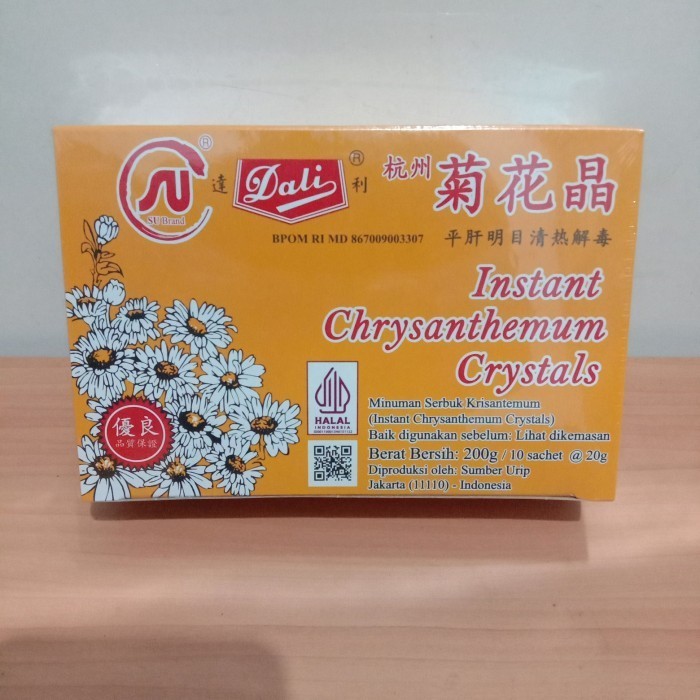 SU
SU Brand
®
達 Dali ® 利
杭州 菊花晶
BPOM RI MD 867009003307
平肝明目清热解毒
Instant
Chrysanthemum
Crystals
優良
品質保證
HALAL
INDONESIA
Minuman Serbuk Krisantemum
(Instant Chrysanthemum Crystals)
Baik digunakan sebelum: Lihat dikemasan
Berat Bersih: 200g / 10 sachet @ 20g
Diproduksi oleh: Sumber Urip
Jakarta (11110) - Indonesia